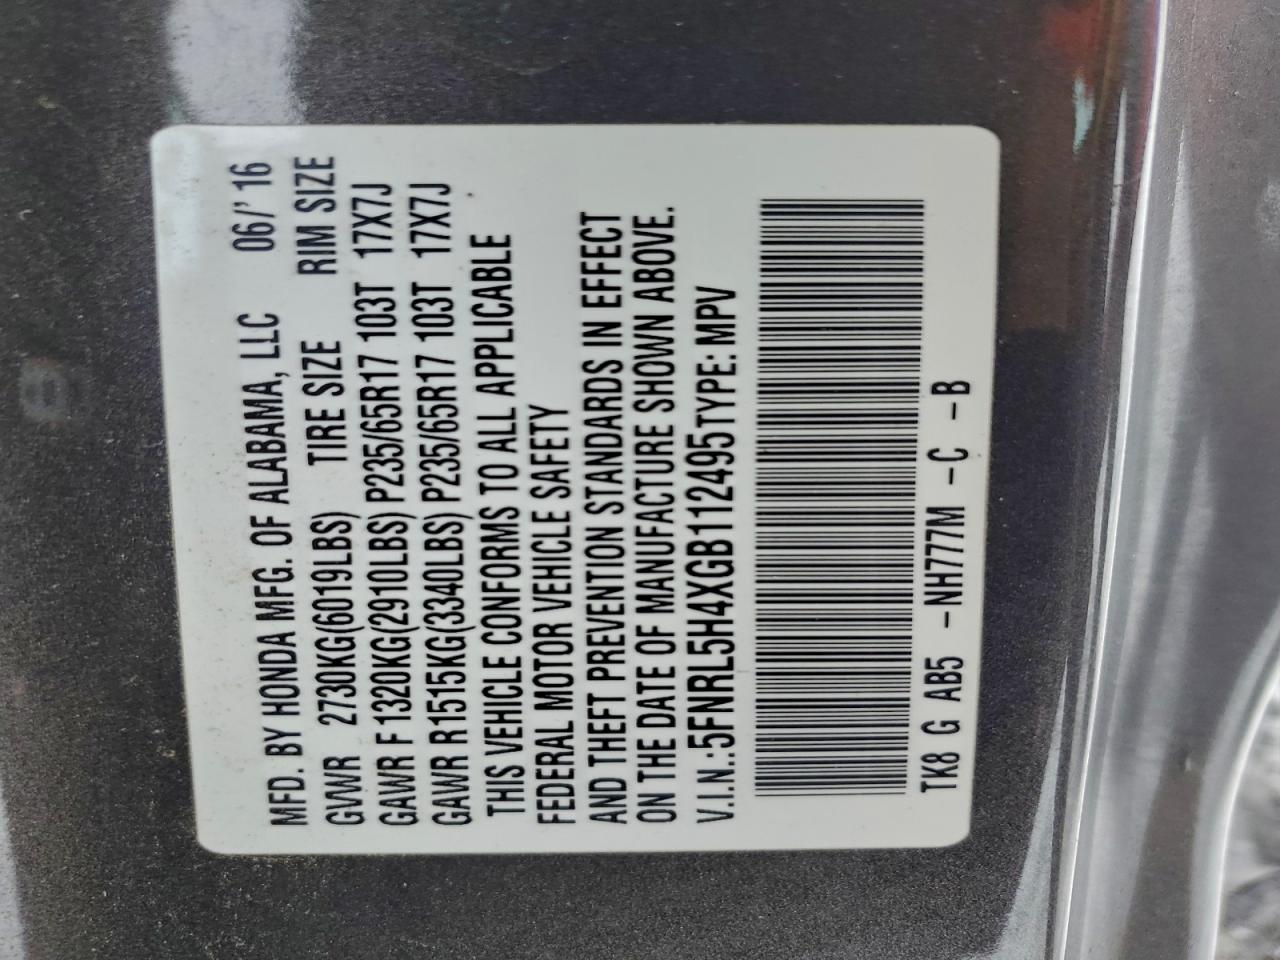 MFD. BY HONDA MFG. OF ALABAMA, LLC 06/'16
GVWR 2730KG(6019LBS) TIRE SIZE RIM SIZE
GAWR F 1320KG(2910LBS) P235/65R17 103T 17X7J
GAWR R1515KG(3340LBS) P235/65R17 103T 17X7J
THIS VEHICLE CONFORMS TO ALL APPLICABLE
FEDERAL MOTOR VEHICLE SAFETY
AND THEFT PREVENTION STANDARDS IN EFFECT
ON THE DATE OF MANUFACTURE SHOWN ABOVE.
V.I.N.:5FNRL5H4XGB112495TYPE: MPV
TK8 G AB5 -NH777M -C -B